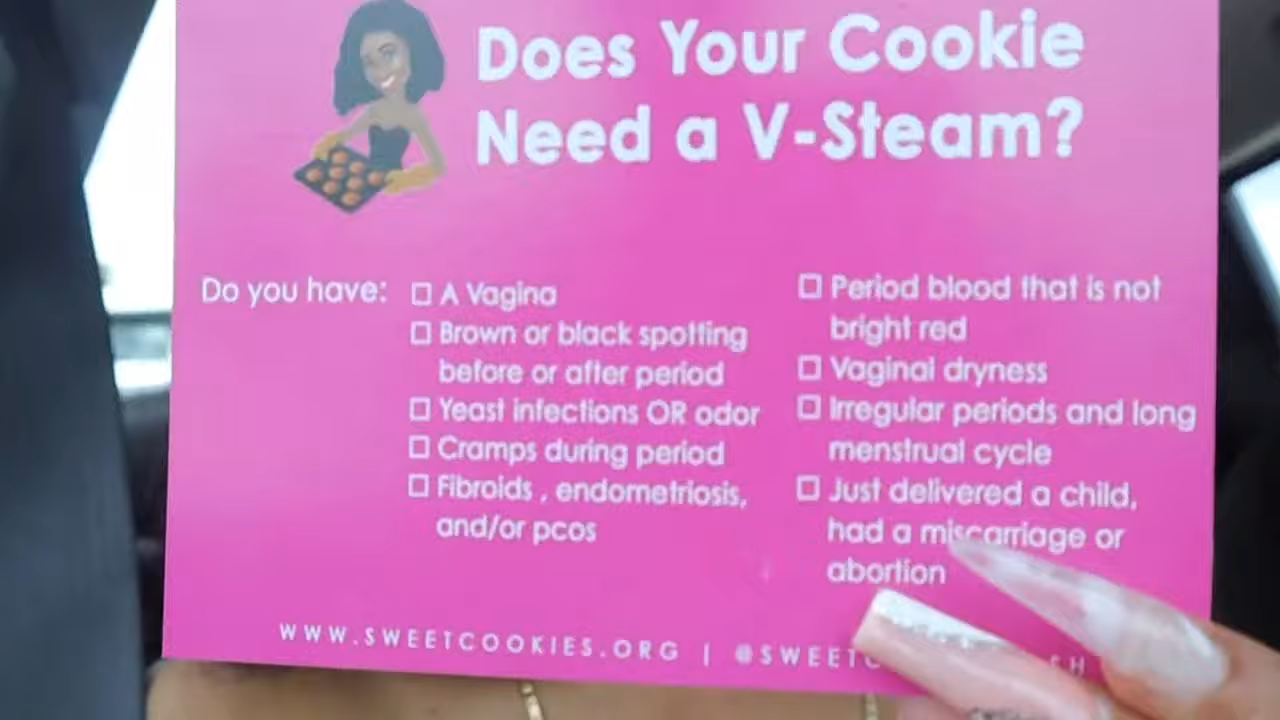 Does Your Cookie
Need a V-Steam?
Do you have:
□ A Vagina
□ Brown or black spotting
before or after period
□ Yeast infections OR odor
□ Cramps during period
□ Fibroids , endometriosis,
and/or pcos
□ Period blood that is not
bright red
□ Vaginal dryness
□ Irregular periods and long
menstrual cycle
□ Just delivered a child,
had a miscarriage or
abortion
WWW.SWEETCOOKIES.ORG |